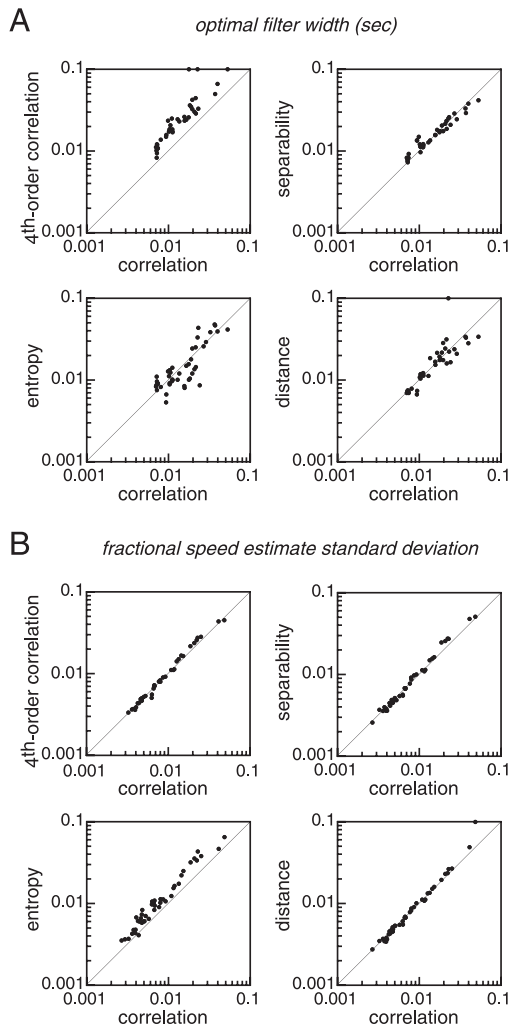 A
optimal filter width (sec)
4th-order correlation
0.1
0.01
0.001
0.001 0.01 0.1
correlation
separability
0.1
0.01
0.001
0.001 0.01 0.1
correlation
entropy
0.1
0.01
0.001
0.001 0.01 0.1
correlation
distance
0.1
0.01
0.001
0.001 0.01 0.1
correlation
B
fractional speed estimate standard deviation
4th-order correlation
0.1
0.01
0.001
0.001 0.01 0.1
correlation
separability
0.1
0.01
0.001
0.001 0.01 0.1
correlation
entropy
0.1
0.01
0.001
0.001 0.01 0.1
correlation
distance
0.1
0.01
0.001
0.001 0.01 0.1
correlation